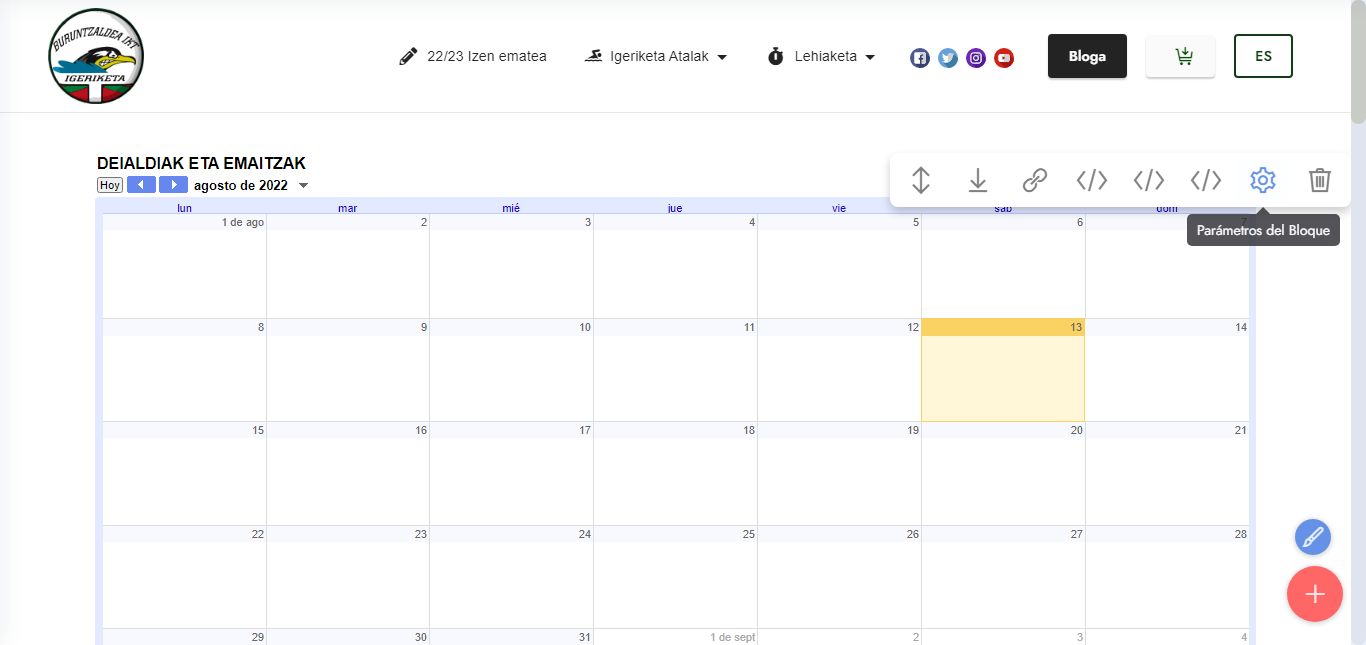 BURUNTZALDEA IKT
IGERIKETA
22/23 Izen ematea
Igeriketa Atalak
Lehiaketa
Bloga
ES
DEIALDIAK ETA EMAITZAK
Hoy
agosto de 2022
Parámetros del Bloque
lun mar mié jue vie sáb dom
1 de ago 2 3 4 5 6 7
8 9 10 11 12 13 14
15 16 17 18 19 20 21
22 23 24 25 26 27 28
29 30 31 1 de sept 2 3 4